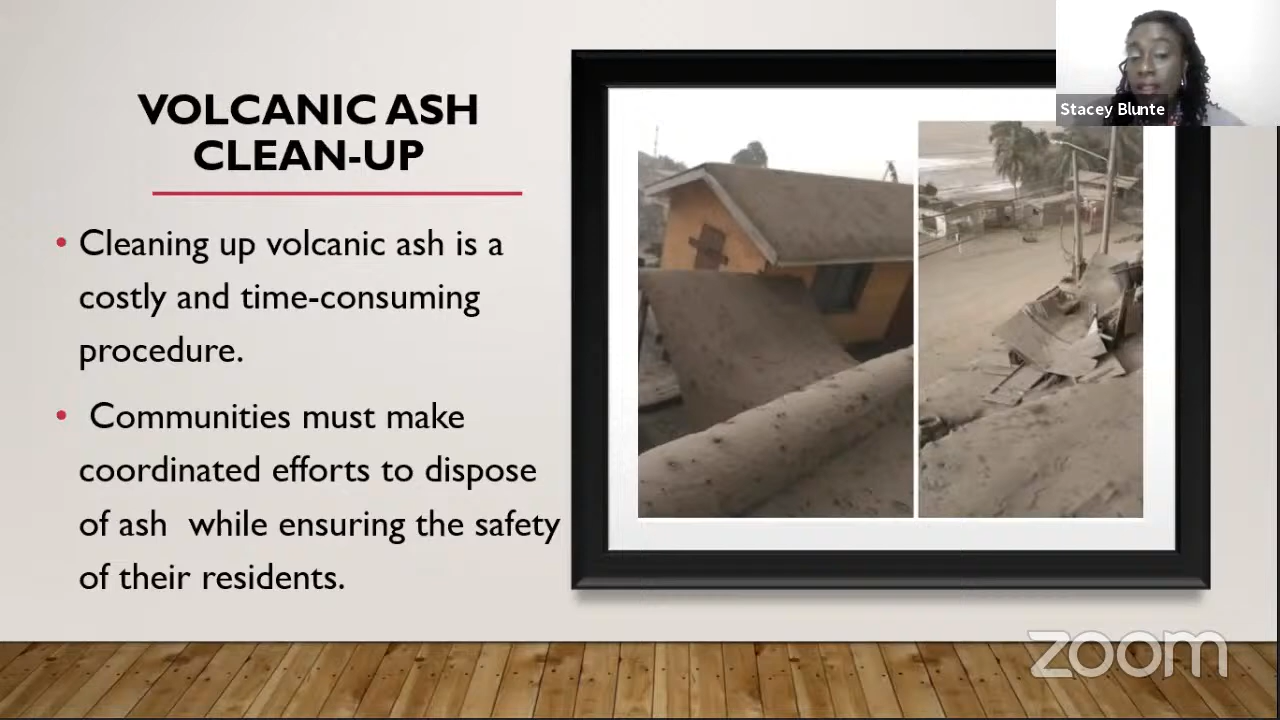 VOLCANIC ASH
CLEAN-UP
• Cleaning up volcanic ash is a
costly and time-consuming
procedure.
• Communities must make
coordinated efforts to dispose
of ash while ensuring the safety
of their residents.
Stacey Blunte
zoom